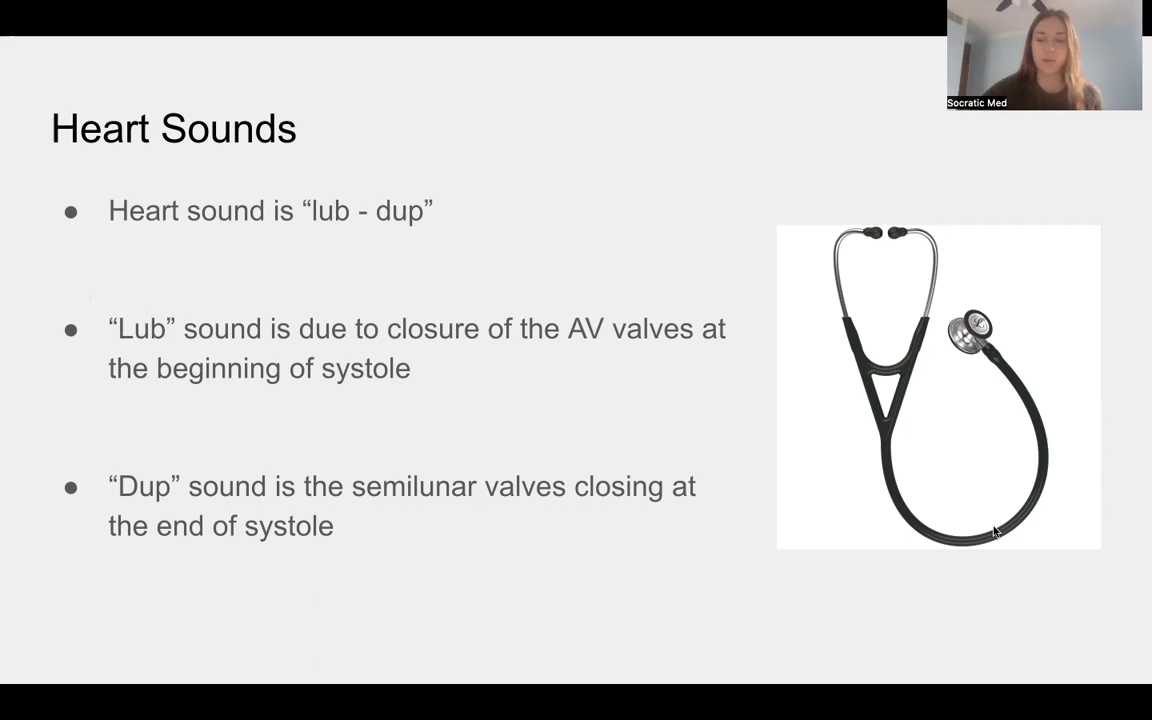 Socratic Med
Heart Sounds
● Heart sound is “lub - dup”
● “Lub” sound is due to closure of the AV valves at
the beginning of systole
● “Dup” sound is the semilunar valves closing at
the end of systole